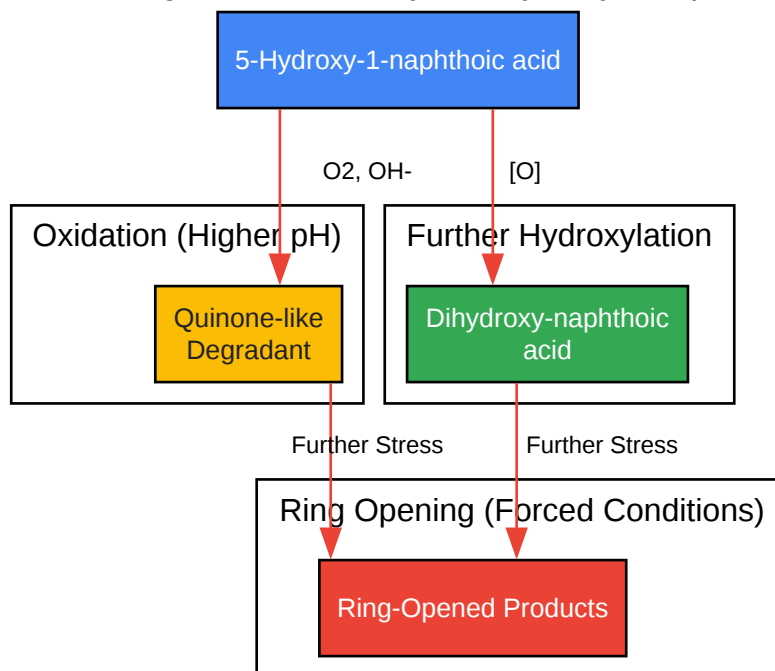 5-Hydroxy-1-naphthoic acid
O2, OH-
[O]
Oxidation (Higher pH)
Further Hydroxylation
Quinone-like
Degradant
Dihydroxy-naphthoic
acid
Further Stress
Further Stress
Ring Opening (Forced Conditions)
Ring-Opened Products